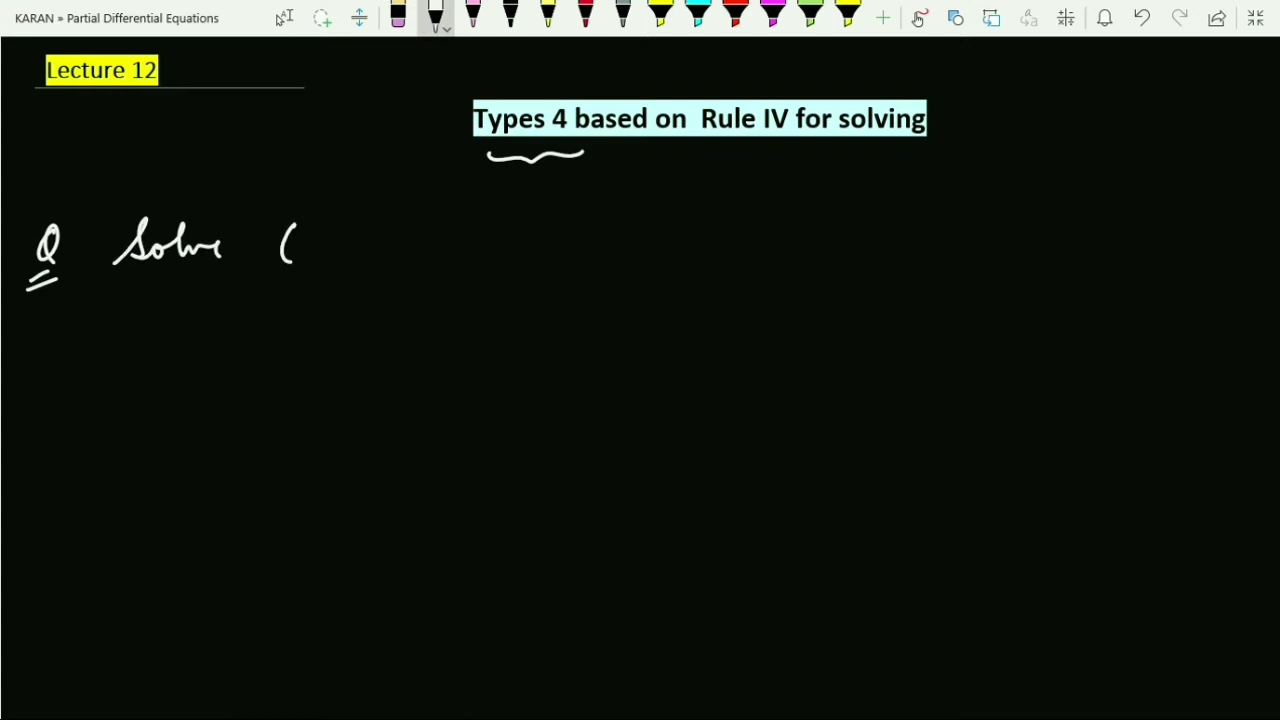 KARAN » Partial Differential Equations
Lecture 12
Types 4 based on Rule IV for solving
Q Solve (